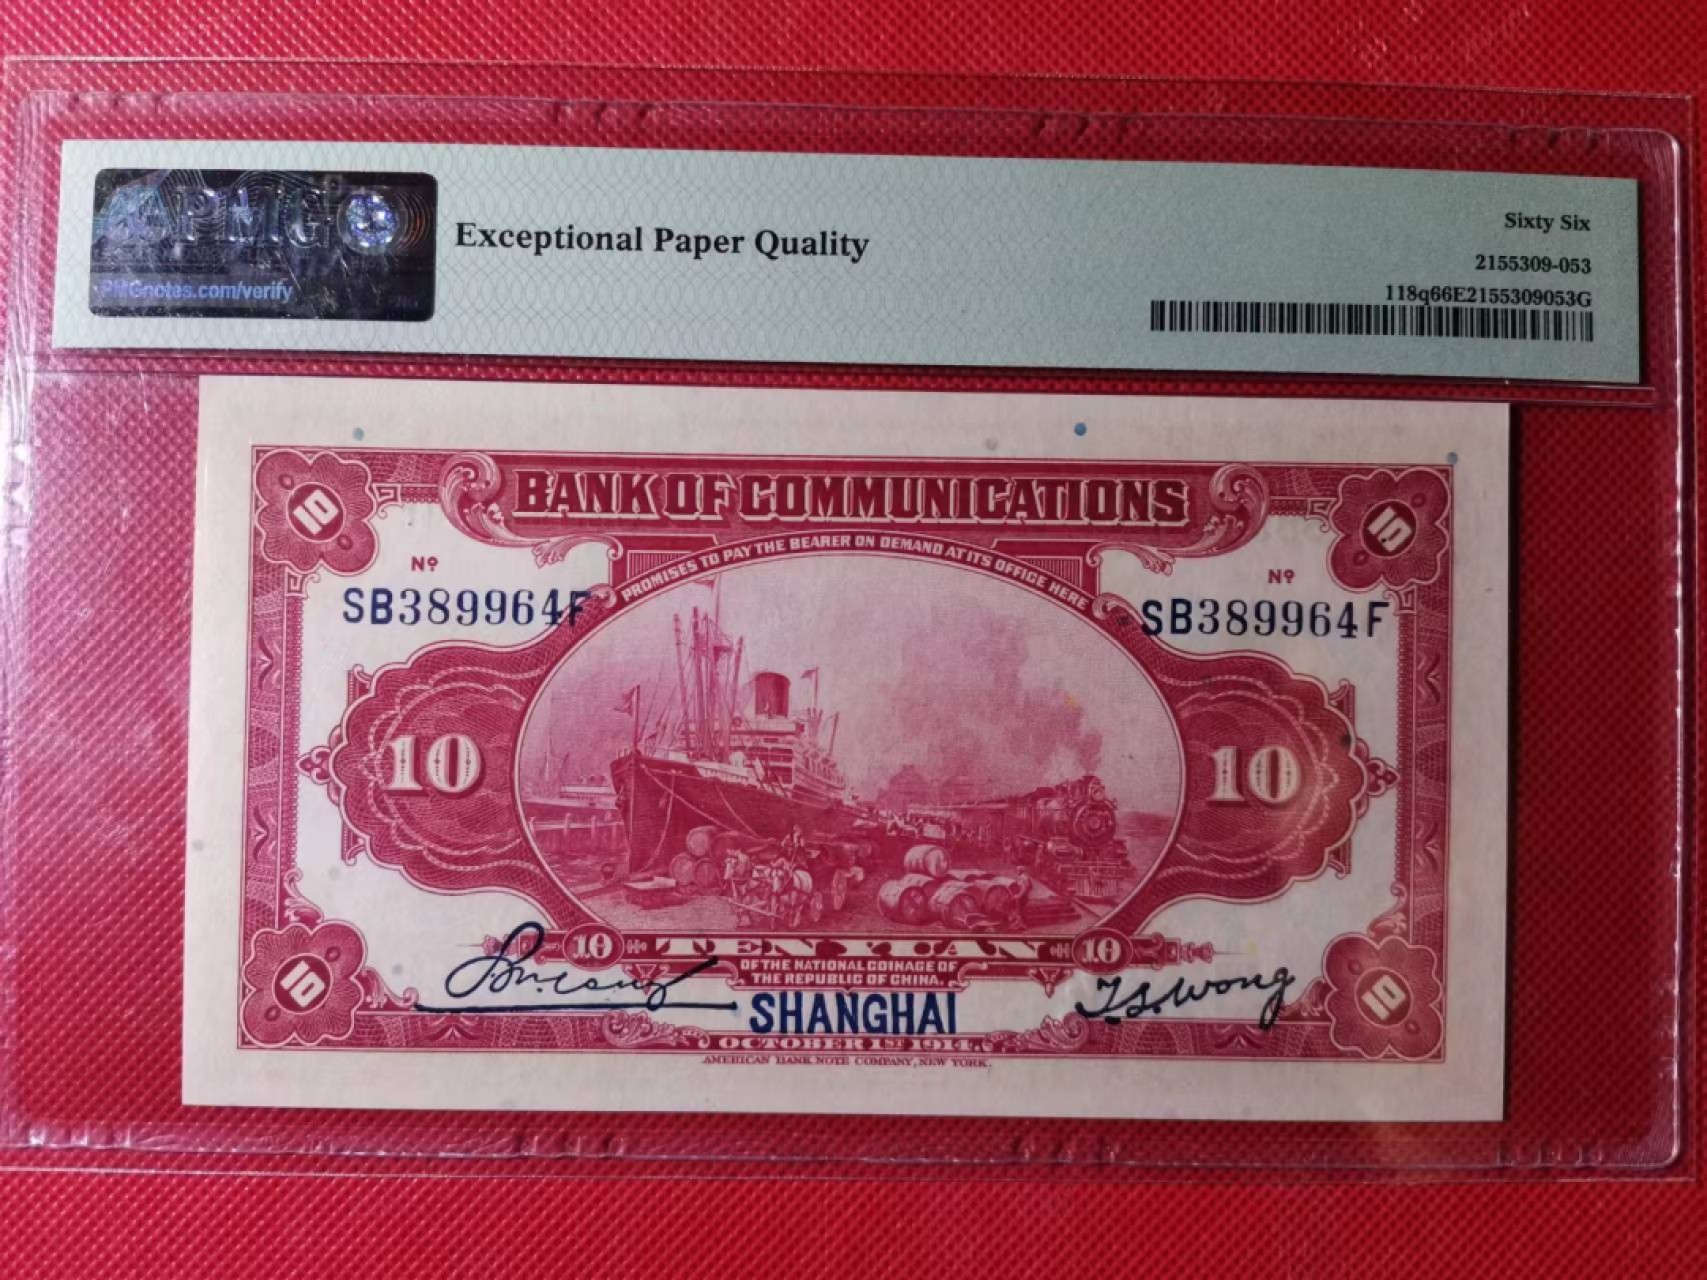 PMG
Exceptional Paper Quality
PMGnotes.com/verify
Sixty Six
2155309-053
118q66E2155309053G
10 BANK OF COMMUNICATIONS 10
PROMISES TO PAY THE BEARER ON DEMAND AT ITS OFFICE HERE
Nº Nº
SB389964F SB389964F
10 10
10 TEN YUAN 10
OF THE NATIONAL COINAGE OF
THE REPUBLIC OF CHINA.
T.S. Wong
10 SHANGHAI 10
OCTOBER 1ST 1914.
AMERICAN BANK NOTE COMPANY, NEW YORK.